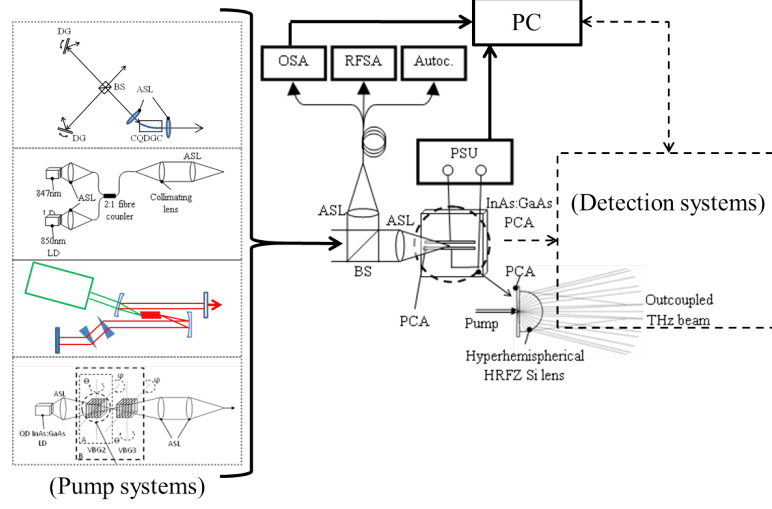 DG
BS
ASL
DG
CQDGC
847nm
ASL
2:1 fibre
coupler
850nm
LD
ASL
Collimating
lens
Θ
φ
φ
ASL
QD InAs:GaAs
LD
A
B
VBG2
Θ
VBG3
ASL
(Pump systems)
PC
OSA
RFSA
Autoc.
PSU
ASL
ASL
BS
InAs:GaAs
PCA
PCA
(Detection systems)
PCA
Pump
Outcoupled
THz beam
Hyperhemispherical
HRFZ Si lens